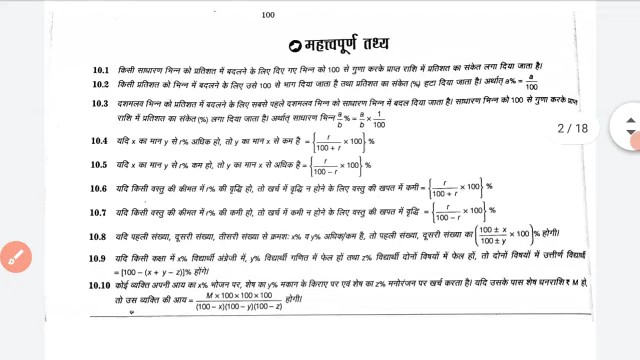 100
महत्त्वपूर्ण तथ्य
10.1 किसी साधारण भिन्न को प्रतिशत में बदलने के लिए दिए गए भिन्न को 100 से गुणा करके प्राप्त राशि में प्रतिशत का संकेत लगा दिया जाता है।
10.2 किसी प्रतिशत को भिन्न में बदलने के लिए उसे 100 से भाग दिया जाता है तथा प्रतिशत का संकेत (%) हटा दिया जाता है। अर्थात् a% = a/100
10.3 दशमलव भिन्न को प्रतिशत में बदलने के लिए सबसे पहले दशमलव भिन्न को साधारण भिन्न में बदल दिया जाता है। साधारण भिन्न को 100 से गुणा करके प्राप्त
राशि में प्रतिशत का संकेत (%) लगा दिया जाता है। अर्थात् साधारण भिन्न a/b % = a/b × 1/100
2 / 18
10.4 यदि x का मान y से r% अधिक हो, तो y का मान x से कम है = {r/(100 + r) × 100}%
10.5 यदि x का मान y से r% कम हो, तो y का मान x से अधिक है = {r/(100 − r) × 100}%
10.6 यदि किसी वस्तु की कीमत में r% की वृद्धि हो, तो खर्च में वृद्धि न होने के लिए वस्तु की खपत में कमी = {r/(100 + r) × 100}%
10.7 यदि किसी वस्तु की कीमत में r% की कमी हो, तो खर्च में कमी न होने के लिए वस्तु की खपत में वृद्धि = {r/(100 − r) × 100}%
10.8 यदि पहली संख्या, दूसरी संख्या, तीसरी संख्या से क्रमशः x% व y% अधिक/कम है, तो पहली संख्या, दूसरी संख्या का ((100 ± x)/(100 ± y) × 100)% होगी।
10.9 यदि किसी कक्षा में x% विद्यार्थी अंग्रेजी में, y% विद्यार्थी गणित में फेल हों तथा z% विद्यार्थी दोनों विषयों में फेल हों, तो दोनों विषयों में उत्तीर्ण विद्यार्थी
= [100 − (x + y − z)]% होंगे।
10.10 कोई व्यक्ति अपनी आय का x% भोजन पर, शेष का y% मकान के किराए पर एवं शेष का z% मनोरंजन पर खर्च करता है। यदि उसके पास शेष धनराशि ₹ M हो,
तो उस व्यक्ति की आय = M × 100 × 100 × 100/(100 − x)(100 − y)(100 − z) होगी।